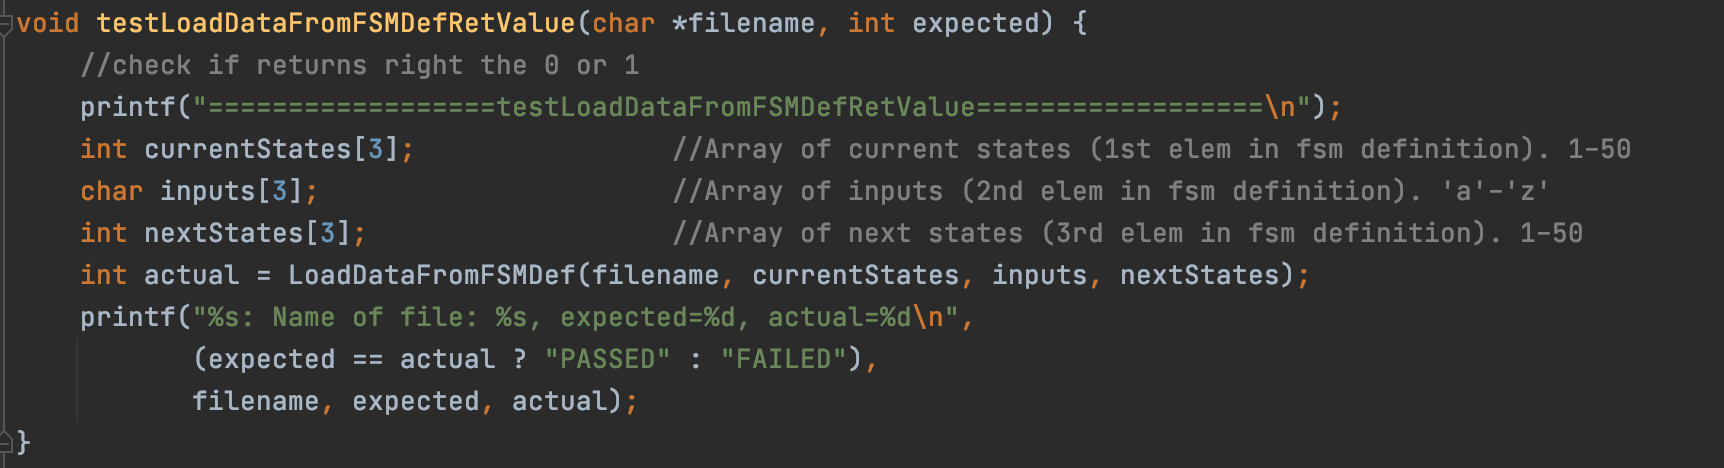 void testLoadDataFromFSMDefRetValue(char *filename, int expected) {
    //check if returns right the 0 or 1
    printf("==================testLoadDataFromFSMDefRetValue==================\n");
    int currentStates[3];                //Array of current states (1st elem in fsm definition). 1-50
    char inputs[3];                      //Array of inputs (2nd elem in fsm definition). 'a'-'z'
    int nextStates[3];                   //Array of next states (3rd elem in fsm definition). 1-50
    int actual = LoadDataFromFSMDef(filename, currentStates, inputs, nextStates);
    printf("%s: Name of file: %s, expected=%d, actual=%d\n",
           (expected == actual ? "PASSED" : "FAILED"),
           filename, expected, actual);
}